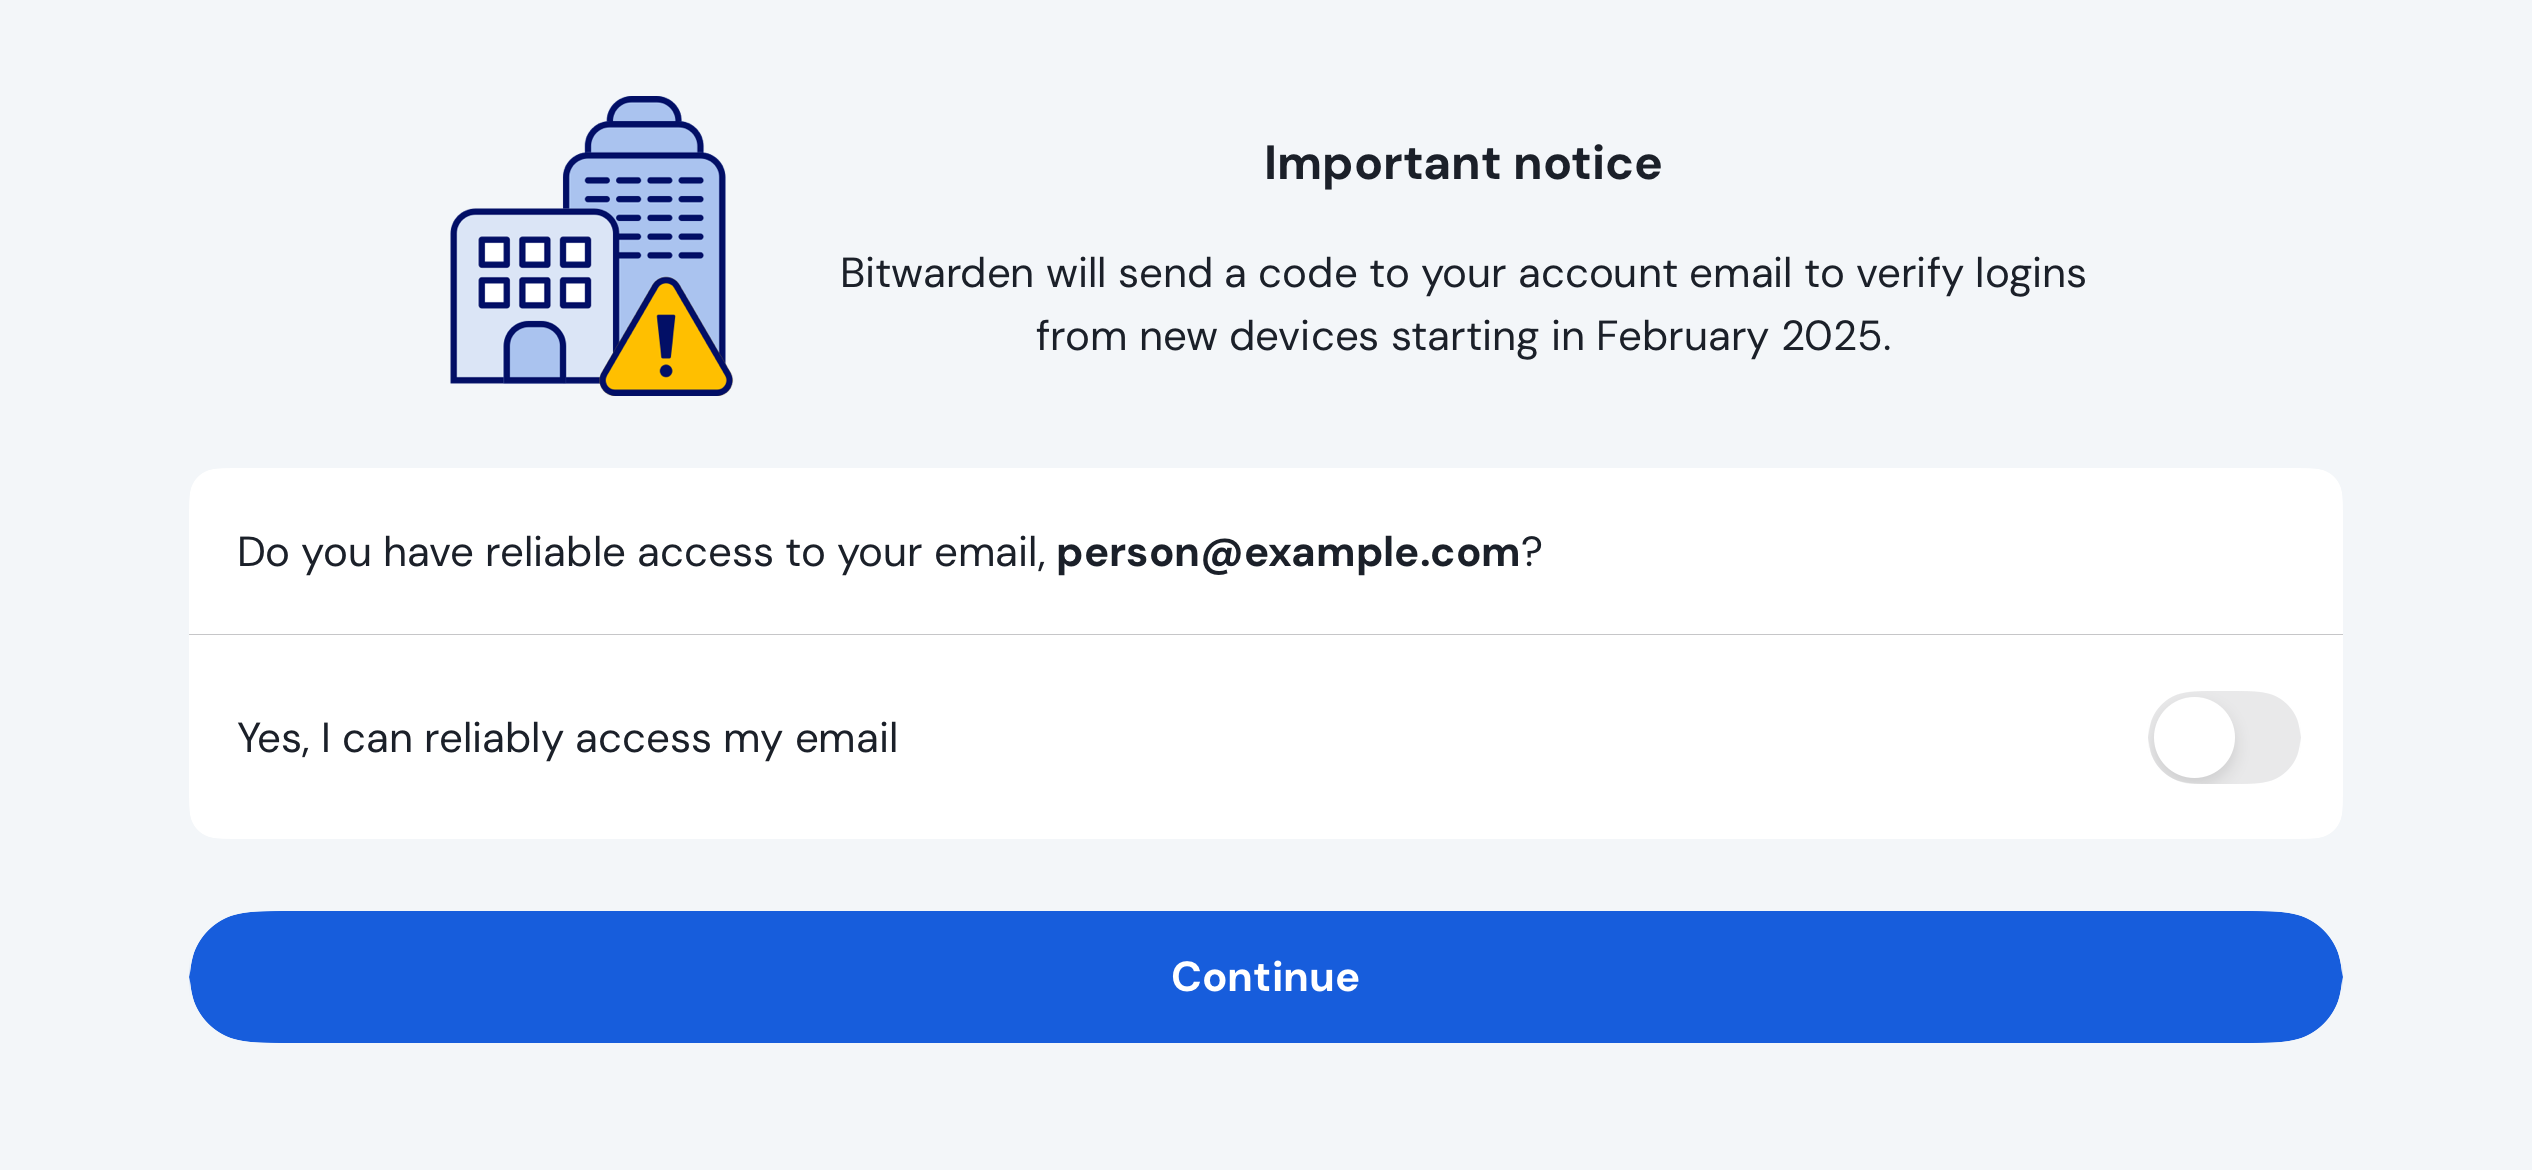 Important notice
Bitwarden will send a code to your account email to verify logins
from new devices starting in February 2025.
Do you have reliable access to your email, person@example.com?
Yes, I can reliably access my email
Continue